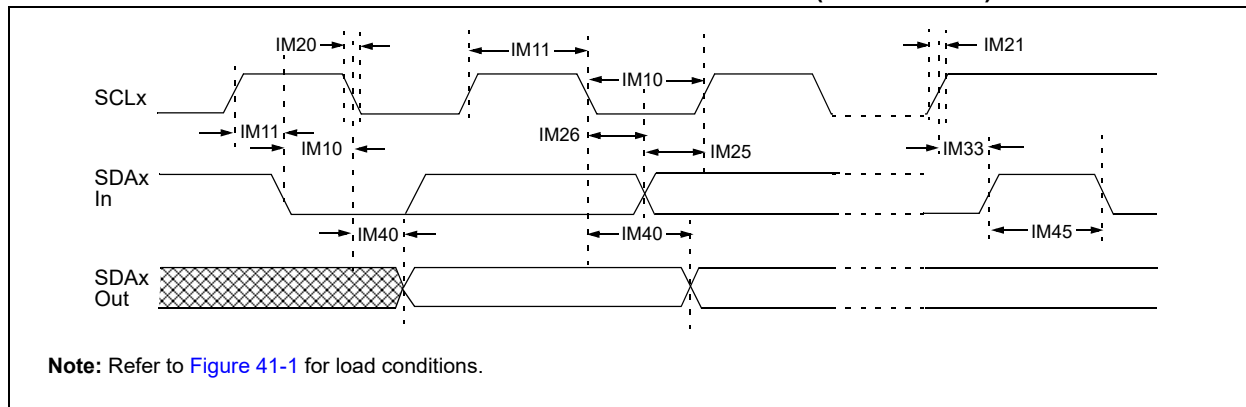 IM20
IM11
IM21
IM10
SCLx
IM11
IM26
IM10
IM25
IM33
SDAx
In
IM40
IM40
IM45
SDAx
Out
Note: Refer to Figure 41-1 for load conditions.